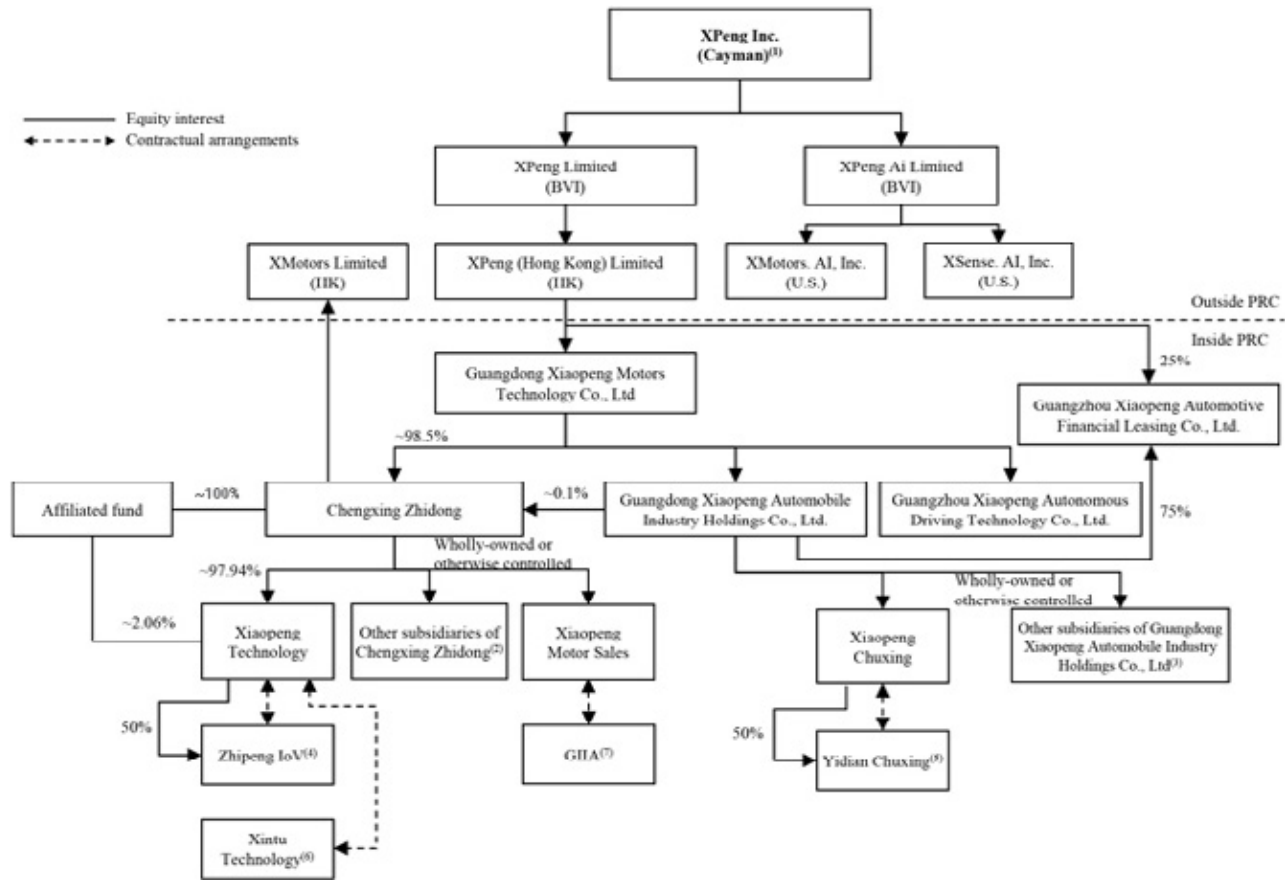 XPeng Inc.
(Cayman)(1)
Equity interest
Contractual arrangements
XPeng Limited
(BVI)
XPeng Ai Limited
(BVI)
XMotors Limited
(HK)
XPeng (Hong Kong) Limited
(HK)
XMotors. AI, Inc.
(U.S.)
XSense. AI, Inc.
(U.S.)
Outside PRC
Inside PRC
Guangdong Xiaopeng Motors
Technology Co., Ltd
25%
Guangzhou Xiaopeng Automotive
Financial Leasing Co., Ltd.
~98.5%
Affiliated fund
~100%
Chengxing Zhidong
~0.1%
Guangdong Xiaopeng Automobile
Industry Holdings Co., Ltd.
Guangzhou Xiaopeng Autonomous
Driving Technology Co., Ltd.
75%
Wholly-owned or
otherwise controlled
~97.94%
Wholly-owned or
otherwise controlled
~2.06%
Xiaopeng
Technology
Other subsidiaries of
Chengxing Zhidong(2)
Xiaopeng
Motor Sales
Xiaopeng
Chuxing
Other subsidiaries of Guangdong
Xiaopeng Automobile Industry
Holdings Co., Ltd(3)
50%
Zhipeng IoV(4)
GIIA(7)
50%
Yidian Chuxing(5)
Xintu
Technology(6)